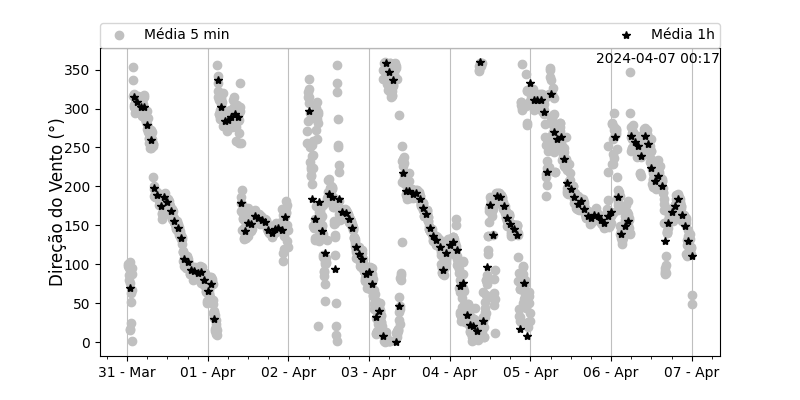 Média 5 min
Média 1h
2024-04-07 00:17
Direção do Vento (°)
350
300
250
200
150
100
50
0
31 - Mar
01 - Apr
02 - Apr
03 - Apr
04 - Apr
05 - Apr
06 - Apr
07 - Apr